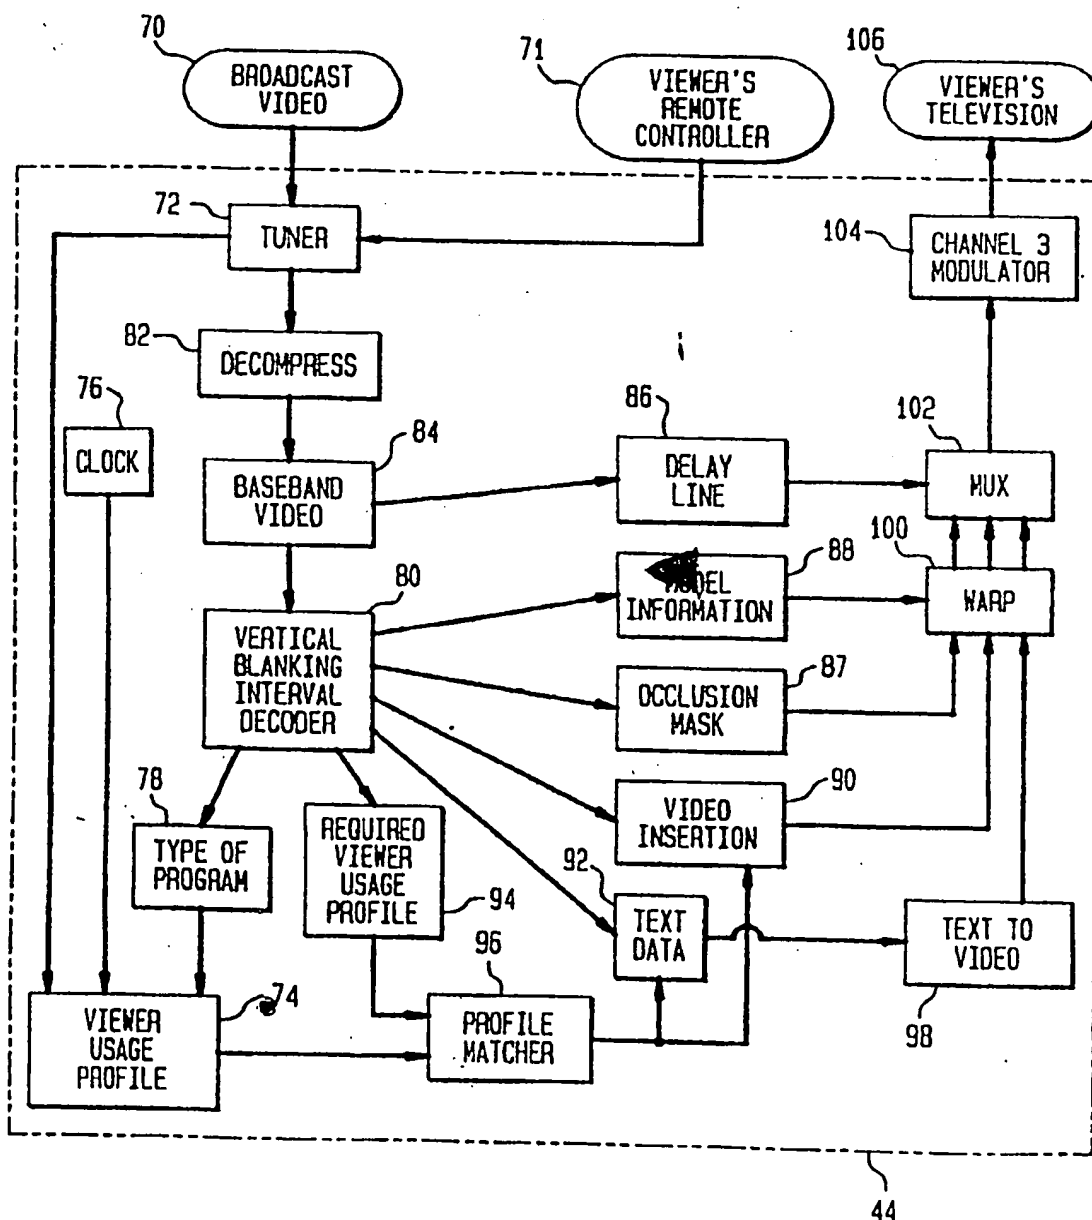 70
BROADCAST
VIDEO
71
VIEWER'S
REMOTE
CONTROLLER
106
VIEWER'S
TELEVISION
72
TUNER
104
CHANNEL 3
MODULATOR
82
DECOMPRESS
76
CLOCK
84
BASEBAND
VIDEO
86
DELAY
LINE
102
MUX
80
VERTICAL
BLANKING
INTERVAL
DECODER
88
MODEL
INFORMATION
100
WARP
87
OCCLUSION
MASK
78
TYPE OF
PROGRAM
REQUIRED
VIEWER
USAGE
PROFILE
94
90
VIDEO
INSERTION
92
TEXT
DATA
TEXT TO
VIDEO
98
74
VIEWER
USAGE
PROFILE
96
PROFILE
MATCHER
44